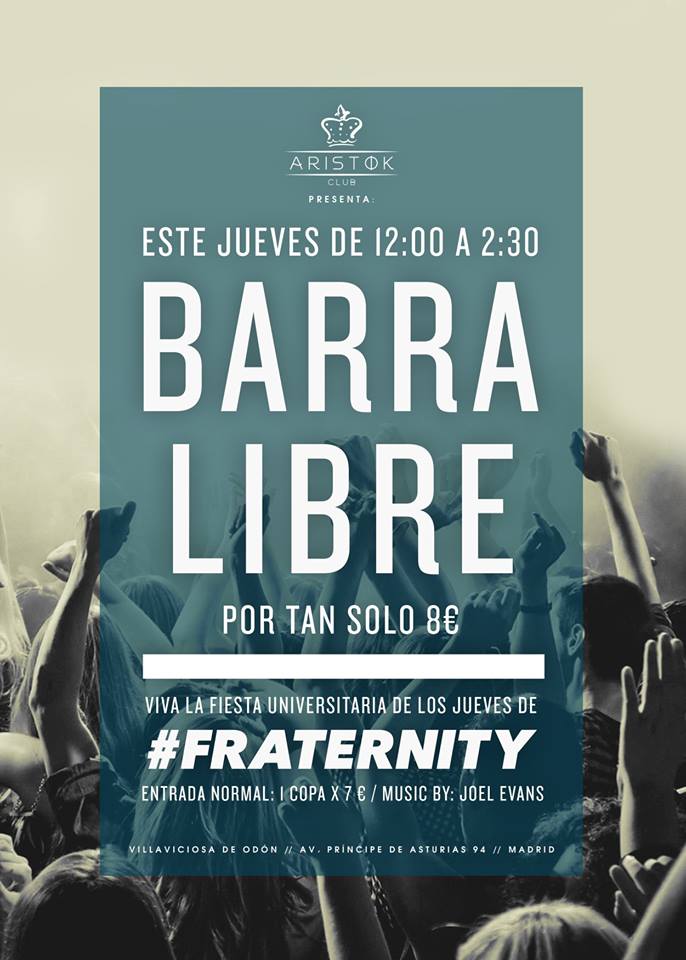 ARISTOK
CLUB
PRESENTA:
ESTE JUEVES DE 12:00 A 2:30
BARRA
LIBRE
POR TAN SOLO 8€
VIVA LA FIESTA UNIVERSITARIA DE LOS JUEVES DE
#FRATERNITY
ENTRADA NORMAL: 1 COPA X 7 € / MUSIC BY: JOEL EVANS
VILLAVICIOSA DE ODÓN // AV. PRÍNCIPE DE ASTURIAS 94 // MADRID